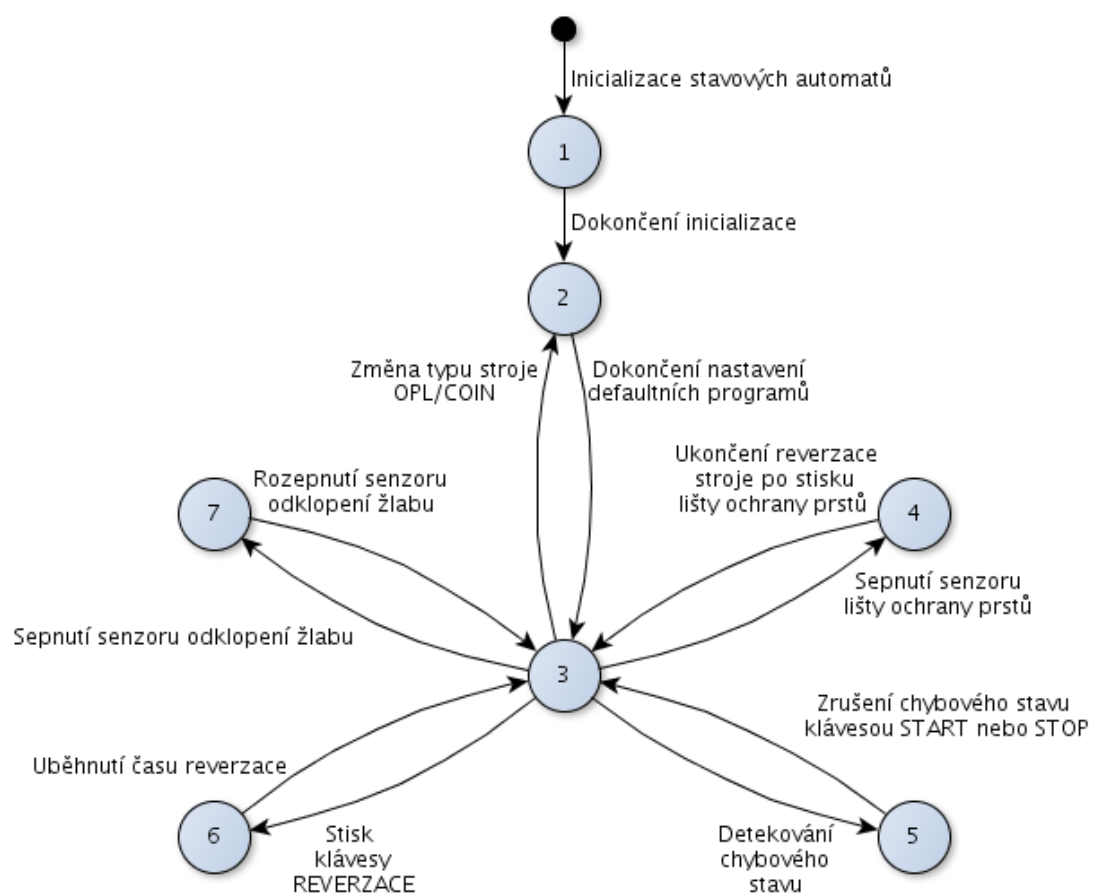 Inicializace stavových automatů
1
Dokončení inicializace
2
Změna typu stroje
OPL/COIN
Dokončení nastavení
defaultních programů
Rozepnutí senzoru
odklopení žlabu
7
Ukončení reverzace
stroje po stisku
lišty ochrany prstů
4
Sepnutí senzoru
lišty ochrany prstů
Sepnutí senzoru odklopení žlabu
3
Zrušení chybového stavu
klávesou START nebo STOP
Uběhnutí času reverzace
6
Stisk
klávesy
REVERZACE
Detekování
chybového
stavu
5